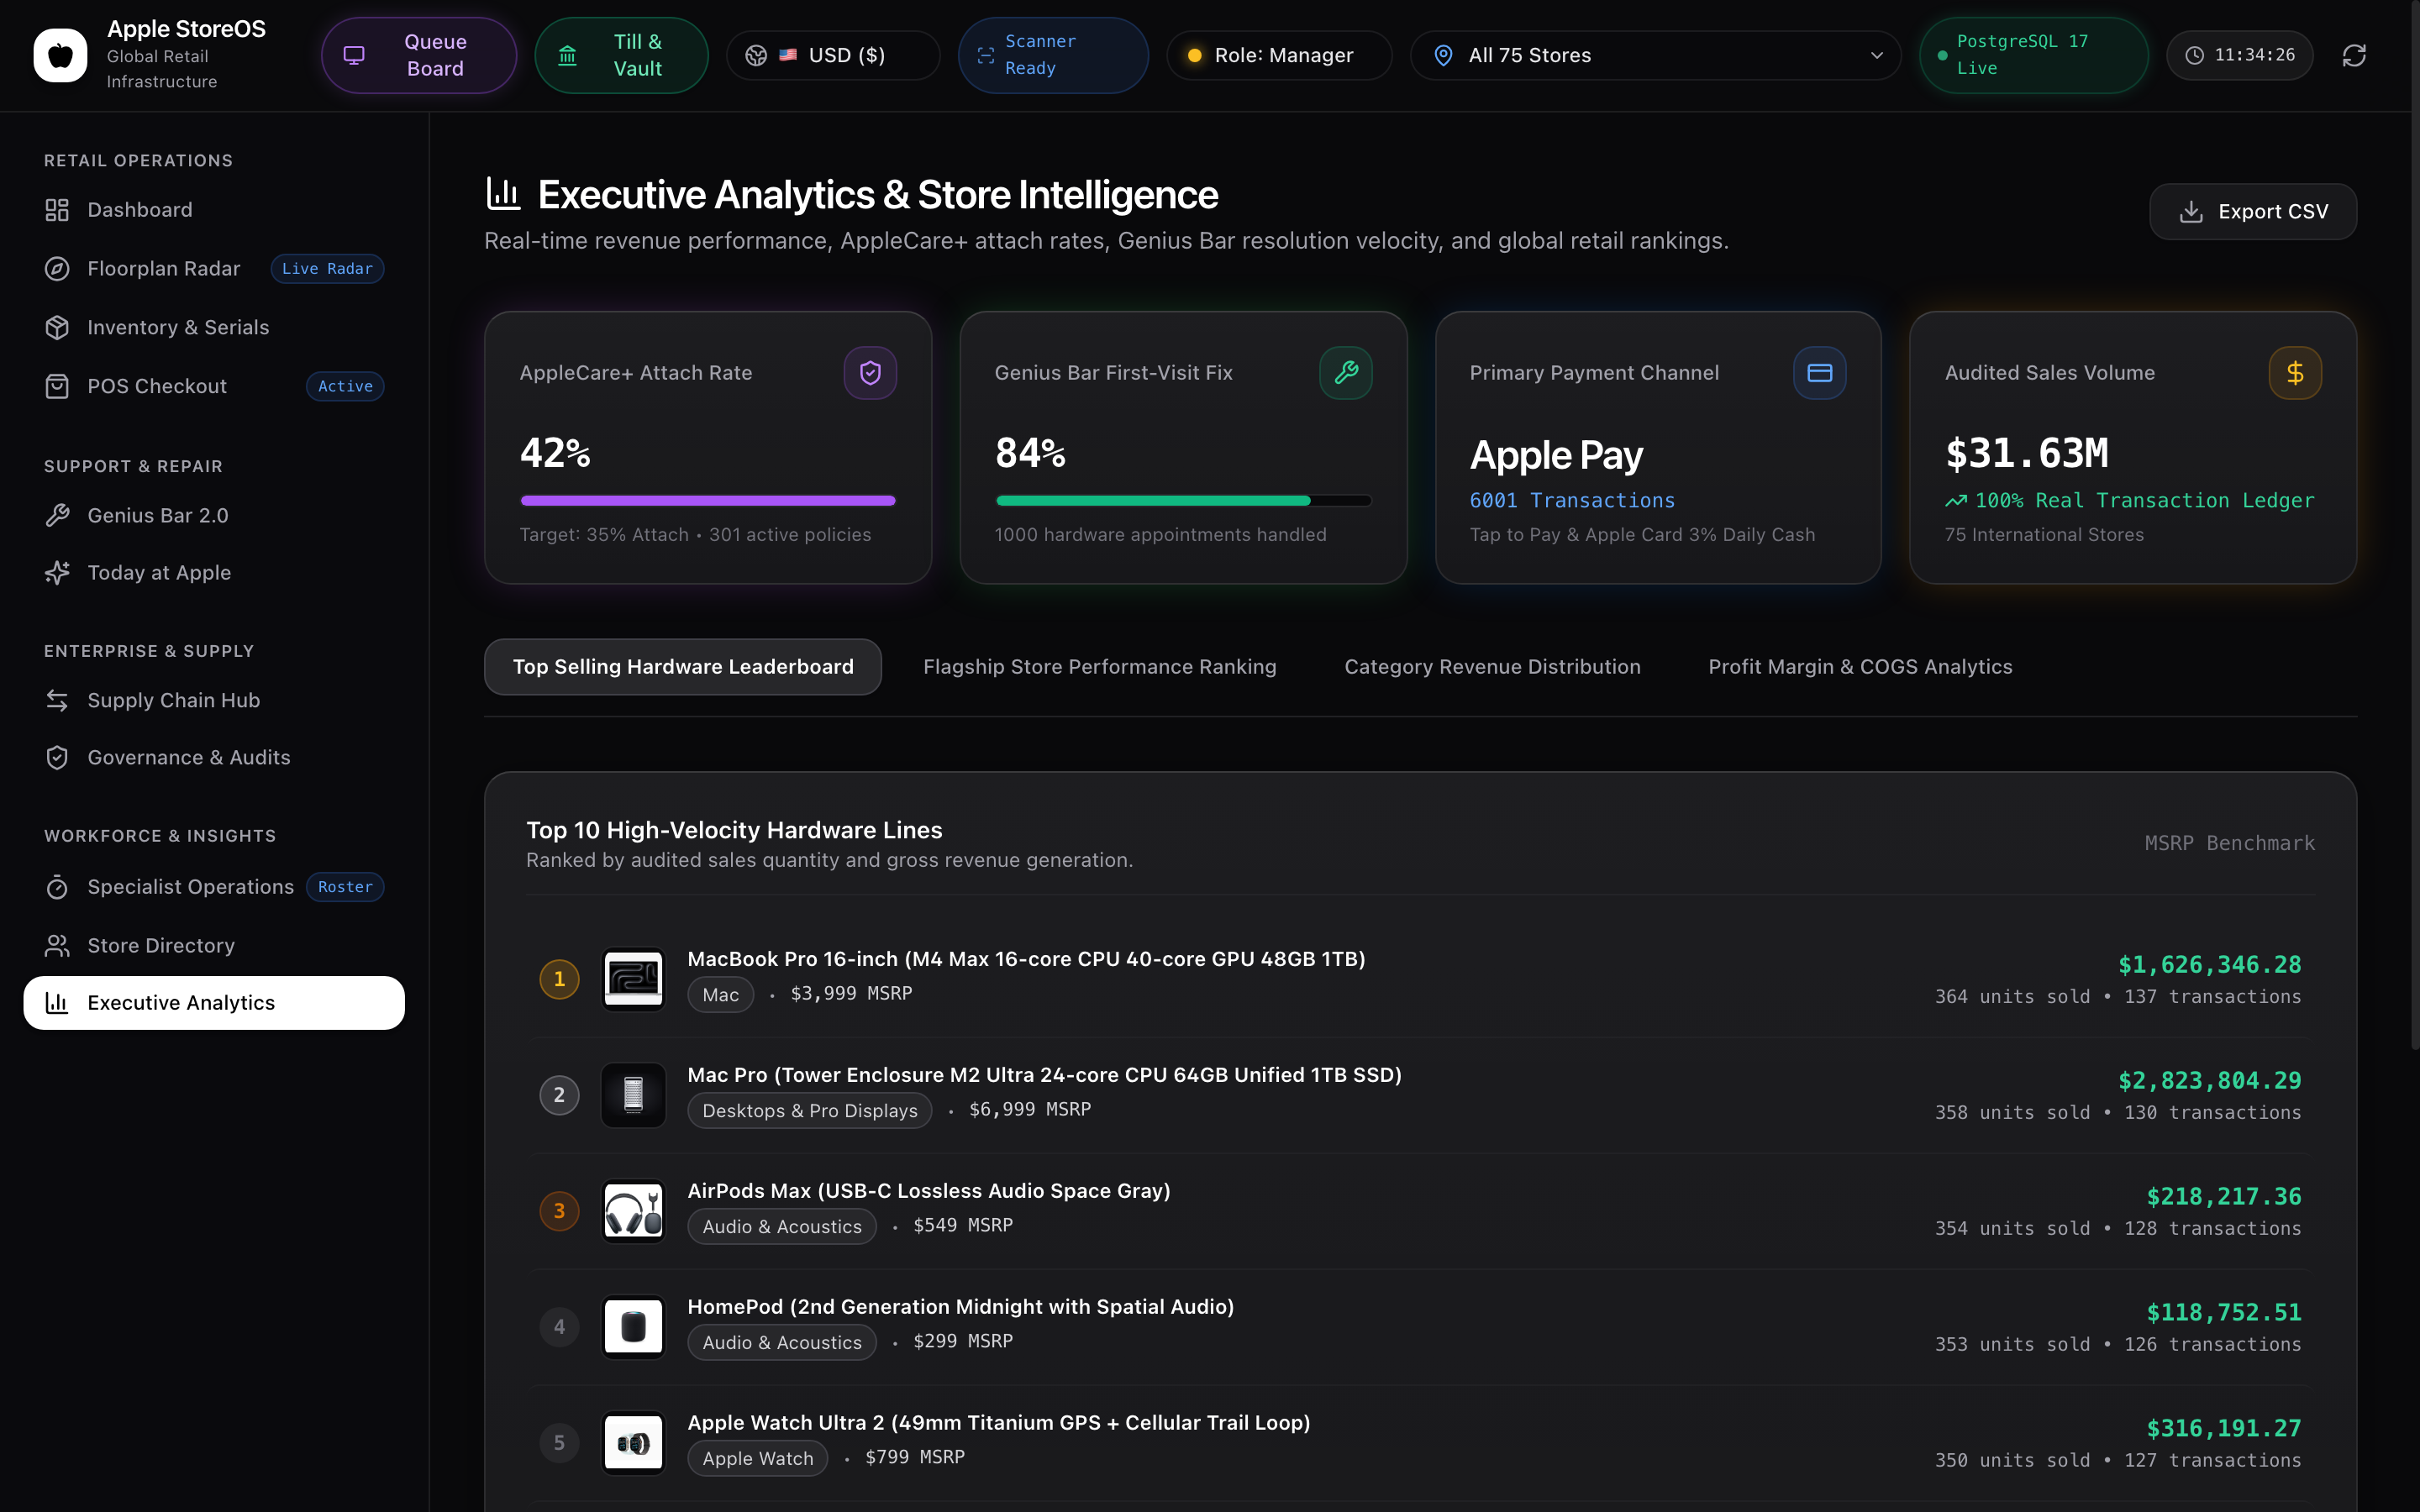 Apple StoreOS
Global Retail
Infrastructure
Queue
Board
Till &
Vault
USD ($)
Scanner
Ready
Role: Manager
All 75 Stores
PostgreSQL 17
Live
11:34:26
RETAIL OPERATIONS
Dashboard
Floorplan Radar
Live Radar
Inventory & Serials
POS Checkout
Active
SUPPORT & REPAIR
Genius Bar 2.0
Today at Apple
ENTERPRISE & SUPPLY
Supply Chain Hub
Governance & Audits
WORKFORCE & INSIGHTS
Specialist Operations
Roster
Store Directory
Executive Analytics
Executive Analytics & Store Intelligence
Real-time revenue performance, AppleCare+ attach rates, Genius Bar resolution velocity, and global retail rankings.
Export CSV
AppleCare+ Attach Rate
42%
Target: 35% Attach • 301 active policies
Genius Bar First-Visit Fix
84%
1000 hardware appointments handled
Primary Payment Channel
Apple Pay
6001 Transactions
Tap to Pay & Apple Card 3% Daily Cash
Audited Sales Volume
$31.63M
100% Real Transaction Ledger
75 International Stores
Top Selling Hardware Leaderboard
Flagship Store Performance Ranking
Category Revenue Distribution
Profit Margin & COGS Analytics
Top 10 High-Velocity Hardware Lines
Ranked by audited sales quantity and gross revenue generation.
MSRP Benchmark
1
MacBook Pro 16-inch (M4 Max 16-core CPU 40-core GPU 48GB 1TB)
Mac • $3,999 MSRP
$1,626,346.28
364 units sold • 137 transactions
2
Mac Pro (Tower Enclosure M2 Ultra 24-core CPU 64GB Unified 1TB SSD)
Desktops & Pro Displays • $6,999 MSRP
$2,823,804.29
358 units sold • 130 transactions
3
AirPods Max (USB-C Lossless Audio Space Gray)
Audio & Acoustics • $549 MSRP
$218,217.36
354 units sold • 128 transactions
4
HomePod (2nd Generation Midnight with Spatial Audio)
Audio & Acoustics • $299 MSRP
$118,752.51
353 units sold • 126 transactions
5
Apple Watch Ultra 2 (49mm Titanium GPS + Cellular Trail Loop)
Apple Watch • $799 MSRP
$316,191.27
350 units sold • 127 transactions